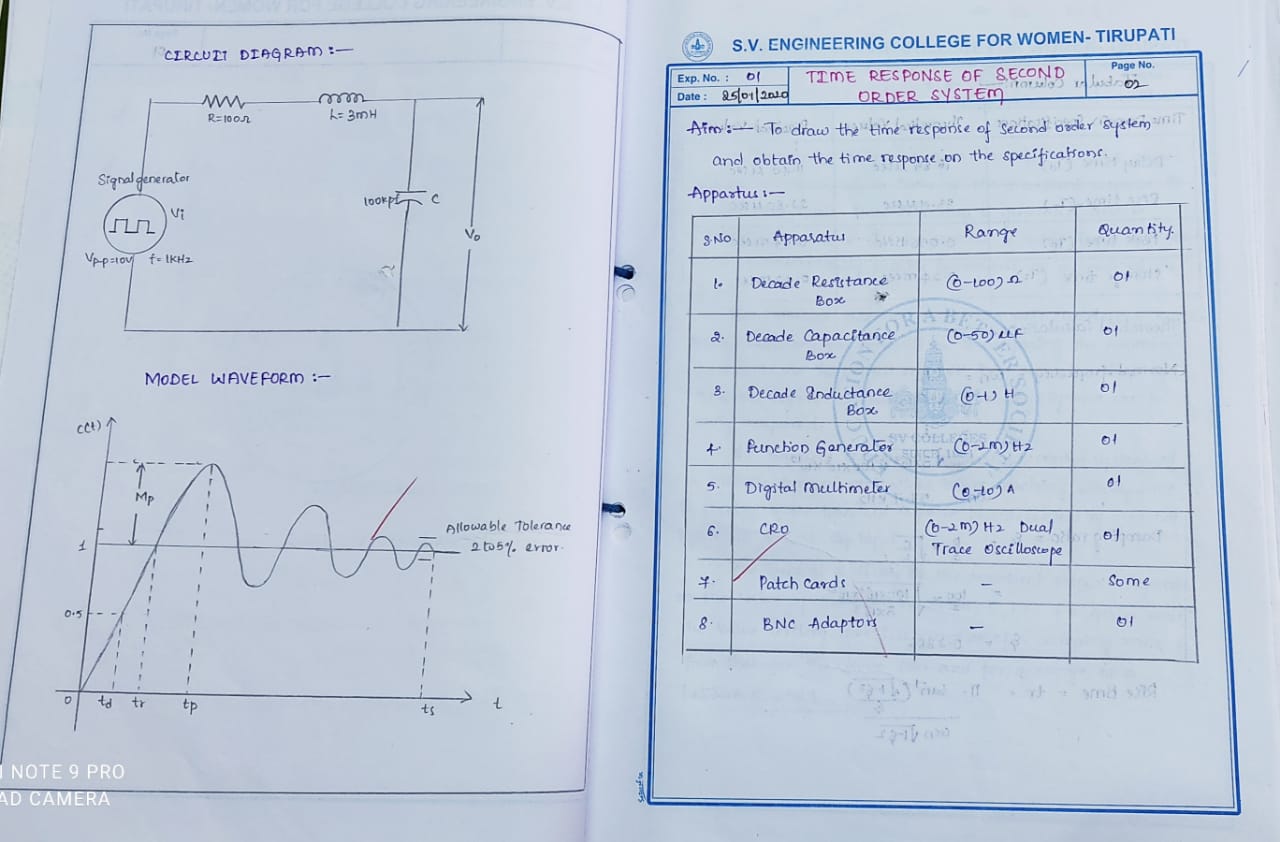 CIRCUIT DIAGRAM :-
R=100Ω
L= 3mH
Signal generator
Vi
Vp-p=10V f= 1KHz
100KPF
C
Vo
MODEL WAVEFORM :-
C(t)
Mp
1
0.5
Allowable Tolerance
2 to 5% error.
0 td tr tp ts t
NOTE 9 PRO
AD CAMERA
S.V. ENGINEERING COLLEGE FOR WOMEN- TIRUPATI
Exp. No. : 01
Date : 25/01/2020
TIME RESPONSE OF SECOND
ORDER SYSTEM
Page No.
02
Aim :- To draw the time response of second order system
and obtain the time response on the specifications.
Appartus :-
S.No Apparatus Range Quantity.
1. Decade Resistance Box (0-100) Ω 01
2. Decade Capacitance Box (0-50) µF 01
3. Decade Inductance Box (0-1) H 01
4. Function Ganerator (0-2M) Hz 01
5. Digital Multimeter (0-10) A 01
6. CRO (0-2M) Hz Dual Trace Oscilloscope 01
7. Patch Cards - Some
8. BNC Adaptors - 01